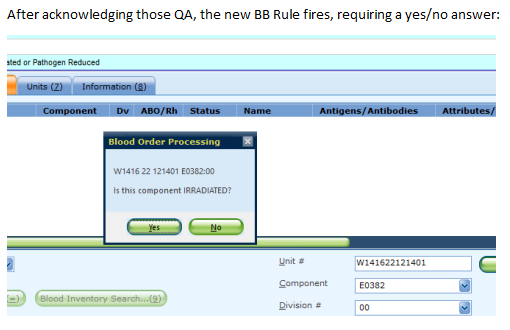 After acknowledging those QA, the new BB Rule fires, requiring a yes/no answer:
ated or Pathogen Reduced
Units (7) Information (8)
Component Dv ABO/Rh Status Name Antigens/Antibodies Attributes/
Blood Order Processing
W1416 22 121401 E0382:00
Is this component IRRADIATED?
Yes No
Unit # W141622121401
Component E0382
Blood Inventory Search...(9)
Division # 00